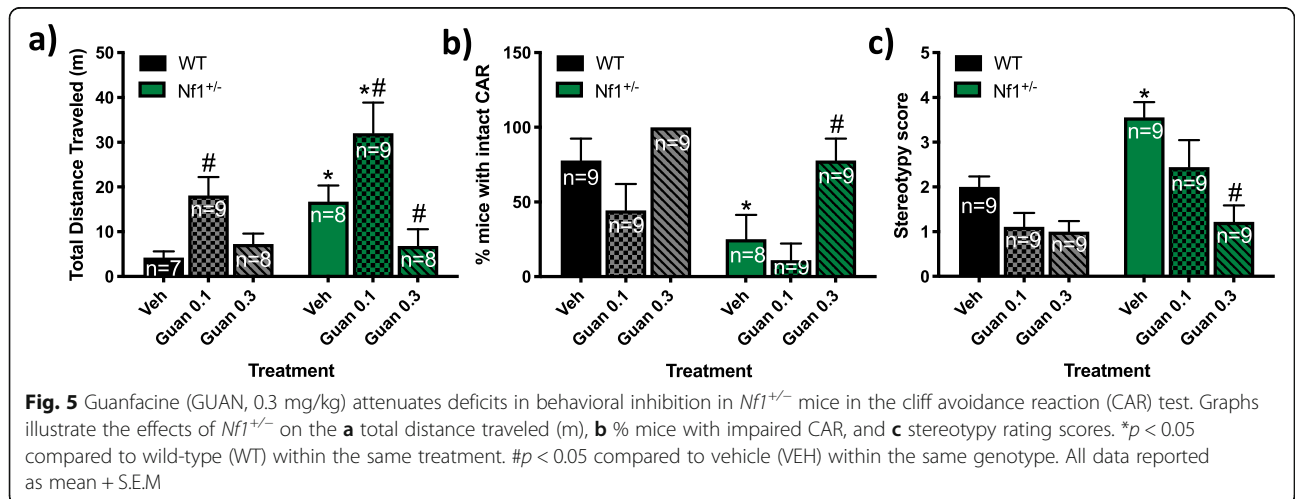 a)
Total Distance Traveled (m)
50
40
30
20
10
0
WT
Nf1+/-
n=7
#
n=9
n=8
*
n=8
*#
n=9
#
n=8
Veh
Guan 0.1
Guan 0.3
Veh
Guan 0.1
Guan 0.3
Treatment
b)
% mice with intact CAR
150
100
50
0
WT
Nf1+/-
n=9
n=9
n=9
*
n=8
n=9
#
n=9
Veh
Guan 0.1
Guan 0.3
Veh
Guan 0.1
Guan 0.3
Treatment
c)
Stereotypy score
5
4
3
2
1
0
WT
Nf1+/-
n=9
n=9
n=9
*
n=9
n=9
#
n=9
Veh
Guan 0.1
Guan 0.3
Veh
Guan 0.1
Guan 0.3
Treatment
Fig. 5 Guanfacine (GUAN, 0.3 mg/kg) attenuates deficits in behavioral inhibition in Nf1+/− mice in the cliff avoidance reaction (CAR) test. Graphs
illustrate the effects of Nf1+/− on the a total distance traveled (m), b % mice with impaired CAR, and c stereotypy rating scores. *p < 0.05
compared to wild-type (WT) within the same treatment. #p < 0.05 compared to vehicle (VEH) within the same genotype. All data reported
as mean + S.E.M